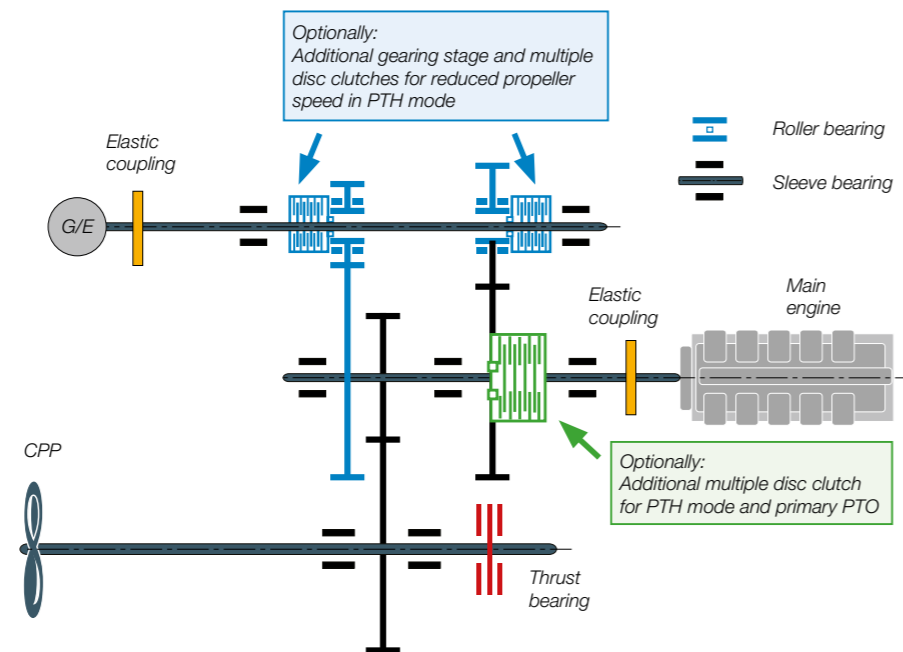 Optionally:
Additional gearing stage and multiple
disc clutches for reduced propeller
speed in PTH mode
Elastic
coupling
Roller bearing
Sleeve bearing
G/E
Elastic
coupling
Main
engine
CPP
Optionally:
Additional multiple disc clutch
for PTH mode and primary PTO
Thrust
bearing